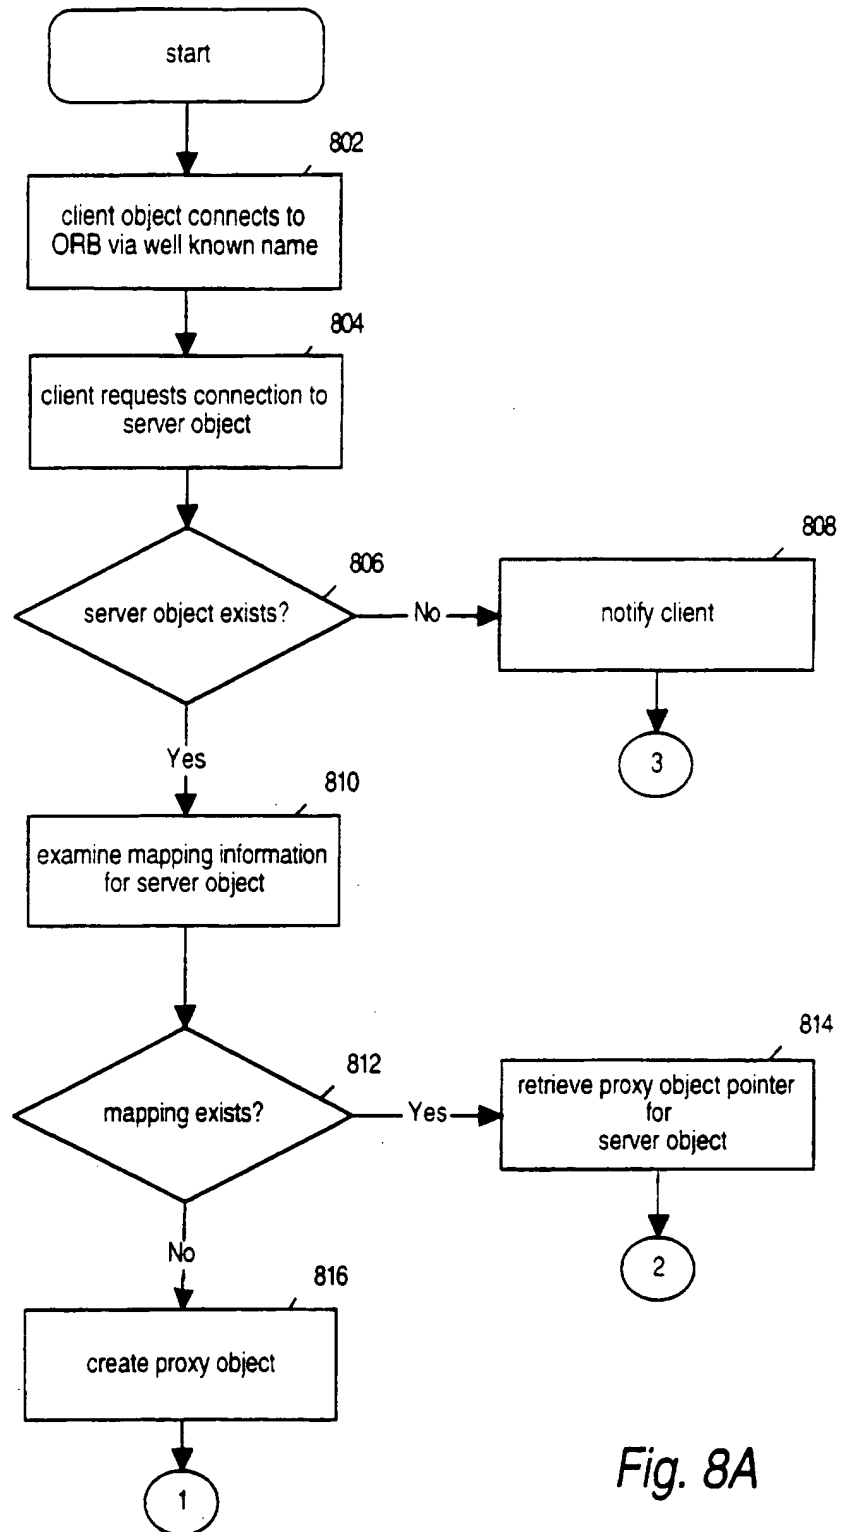 start
802
client object connects to
ORB via well known name
804
client requests connection to
server object
806
server object exists?
No
808
notify client
3
Yes
810
examine mapping information
for server object
812
mapping exists?
Yes
814
retrieve proxy object pointer
for
server object
2
No
816
create proxy object
1
Fig. 8A